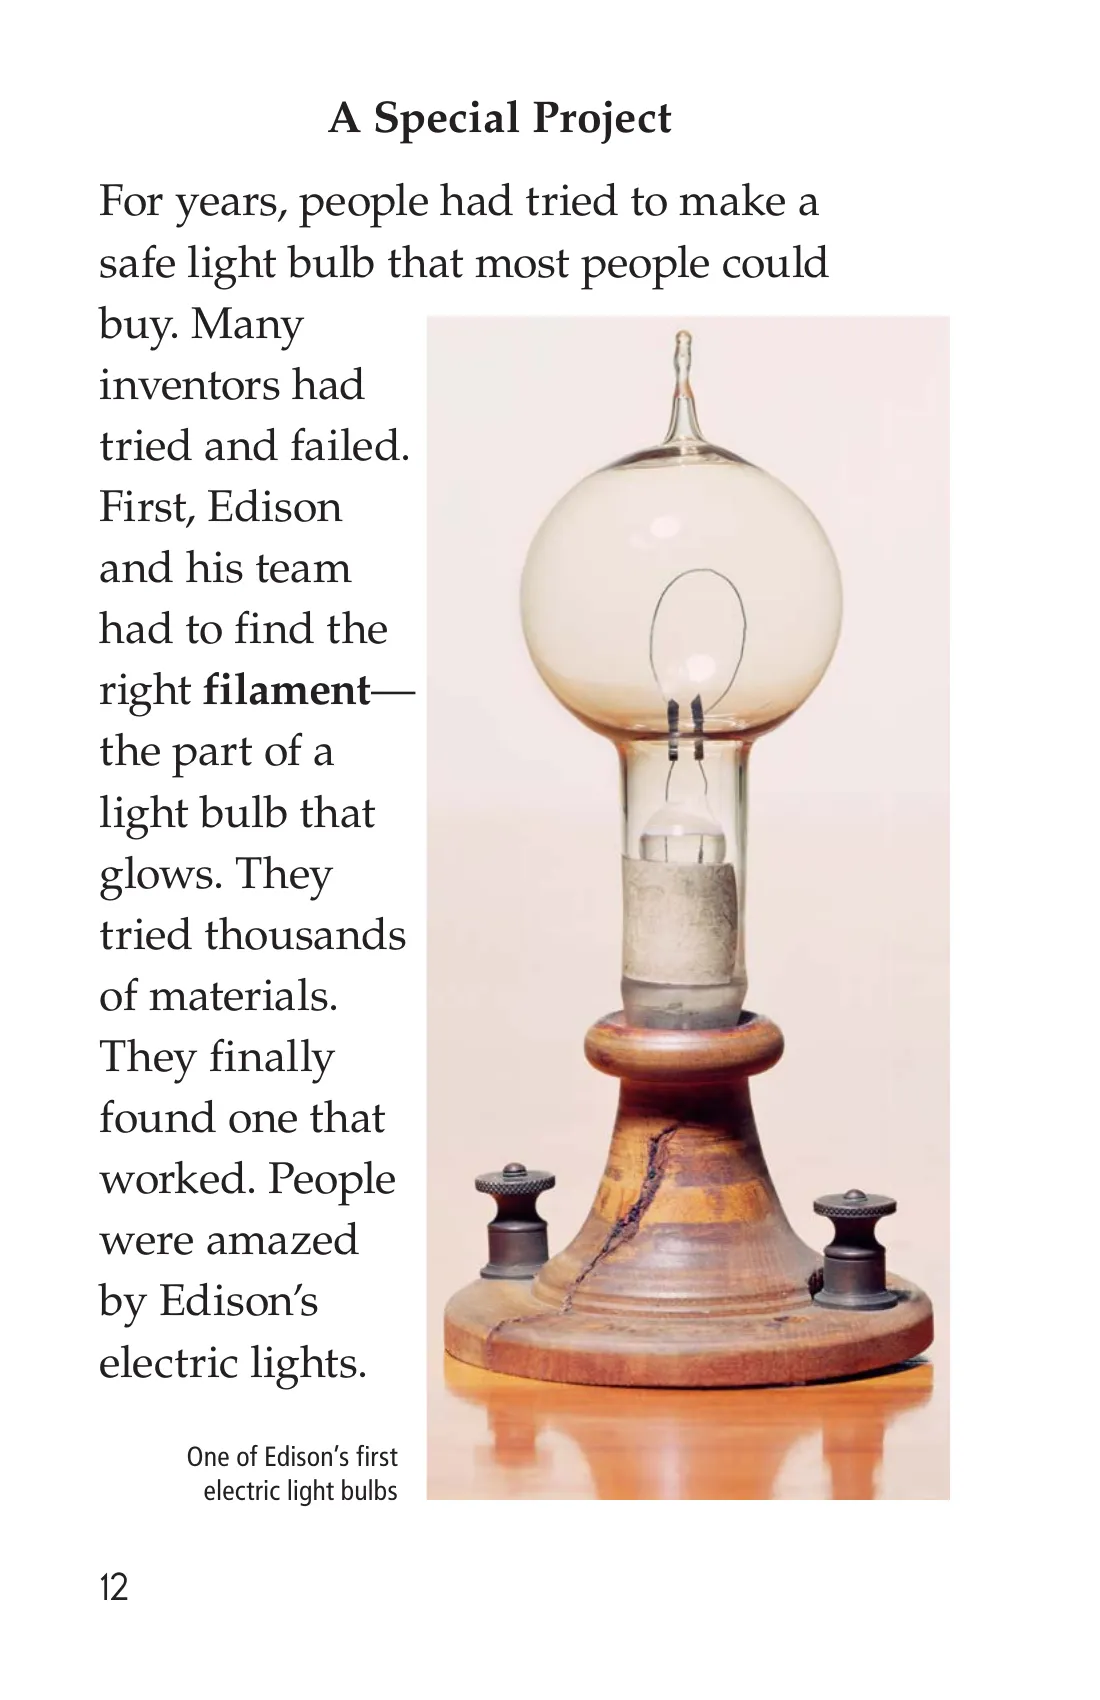 A Special Project
For years, people had tried to make a
safe light bulb that most people could
buy. Many
inventors had
tried and failed.
First, Edison
and his team
had to find the
right filament—
the part of a
light bulb that
glows. They
tried thousands
of materials.
They finally
found one that
worked. People
were amazed
by Edison’s
electric lights.
One of Edison’s first
electric light bulbs
12